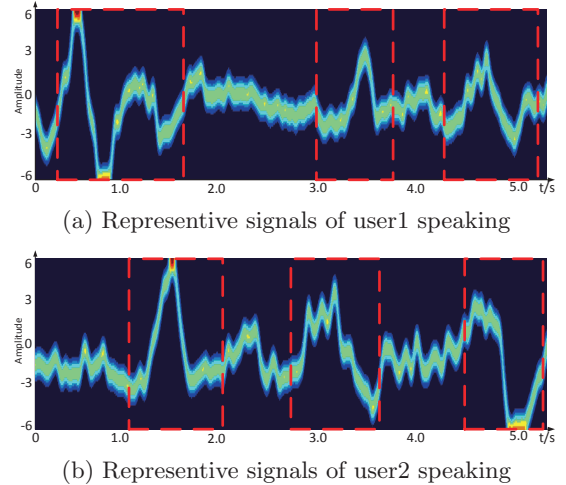 6
3
0
-3
-6
Amplitude
0 1.0 2.0 3.0 4.0 5.0 t/s
(a) Representive signals of user1 speaking
6
3
0
-3
-6
Amplitude
0 1.0 2.0 3.0 4.0 5.0 t/s
(b) Representive signals of user2 speaking